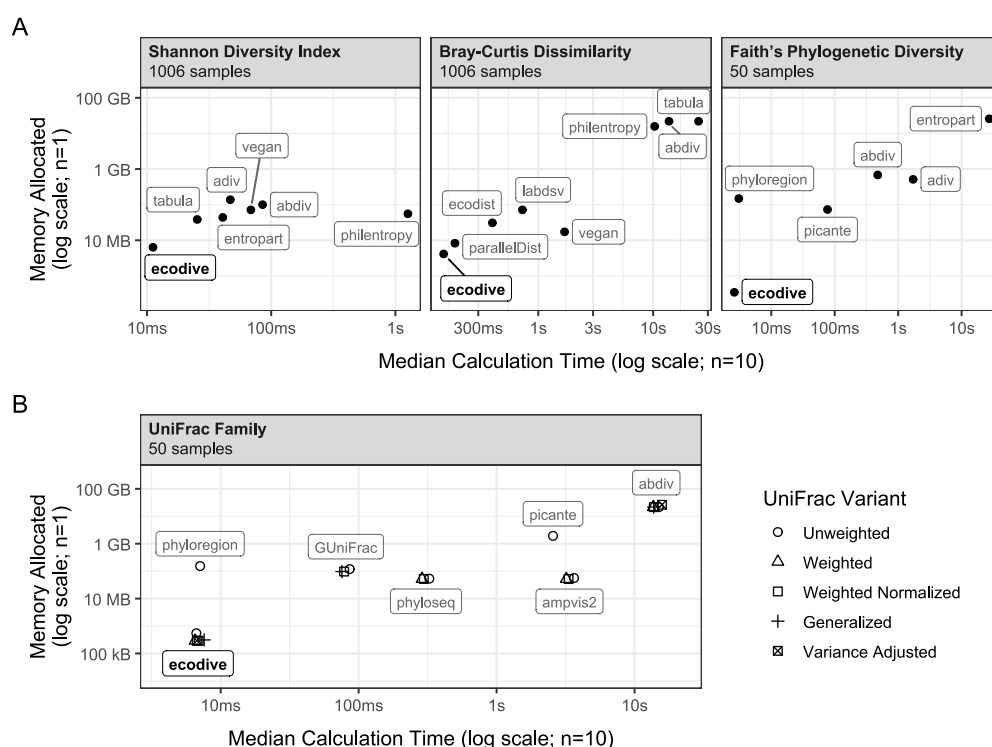 A
Shannon Diversity Index
1006 samples
Bray-Curtis Dissimilarity
1006 samples
Faith's Phylogenetic Diversity
50 samples
Memory Allocated
(log scale; n=1)
100 GB
1 GB
10 MB
tabula
adiv
vegan
entropart
abdiv
philentropy
ecodive
10ms
100ms
1s
ecodist
labdsv
parallelDist
vegan
ecodive
philentropy
tabula
abdiv
300ms
1s
3s
10s
30s
phyloregion
picante
abdiv
adiv
entropart
ecodive
10ms
100ms
1s
10s
Median Calculation Time (log scale; n=10)
B
UniFrac Family
50 samples
Memory Allocated
(log scale; n=1)
100 GB
1 GB
10 MB
100 kB
phyloregion
GUniFrac
phyloseq
picante
ampvis2
abdiv
ecodive
10ms
100ms
1s
10s
Median Calculation Time (log scale; n=10)
UniFrac Variant
Unweighted
Weighted
Weighted Normalized
Generalized
Variance Adjusted